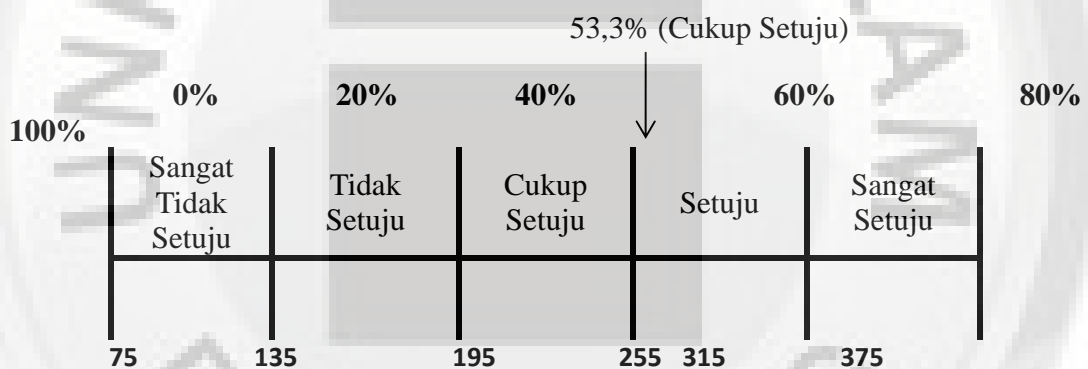 53,3% (Cukup Setuju)
0% 20% 40% 60% 80%
100%
Sangat
Tidak
Setuju
Tidak
Setuju
Cukup
Setuju
Setuju
Sangat
Setuju
75 135 195 255 315 375